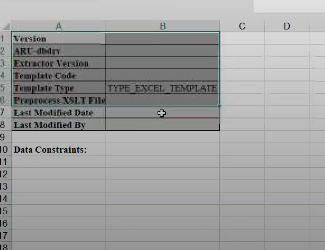 A B C D
1 Version
2 ARU-dbdrv
3 Extractor Version
4 Template Code
5 Template Type TYPE_EXCEL_TEMPLATE
6 Preprocess XSLT File
7 Last Modified Date
8 Last Modified By
9
10 Data Constraints:
11
12
13
14
15
16
17
18